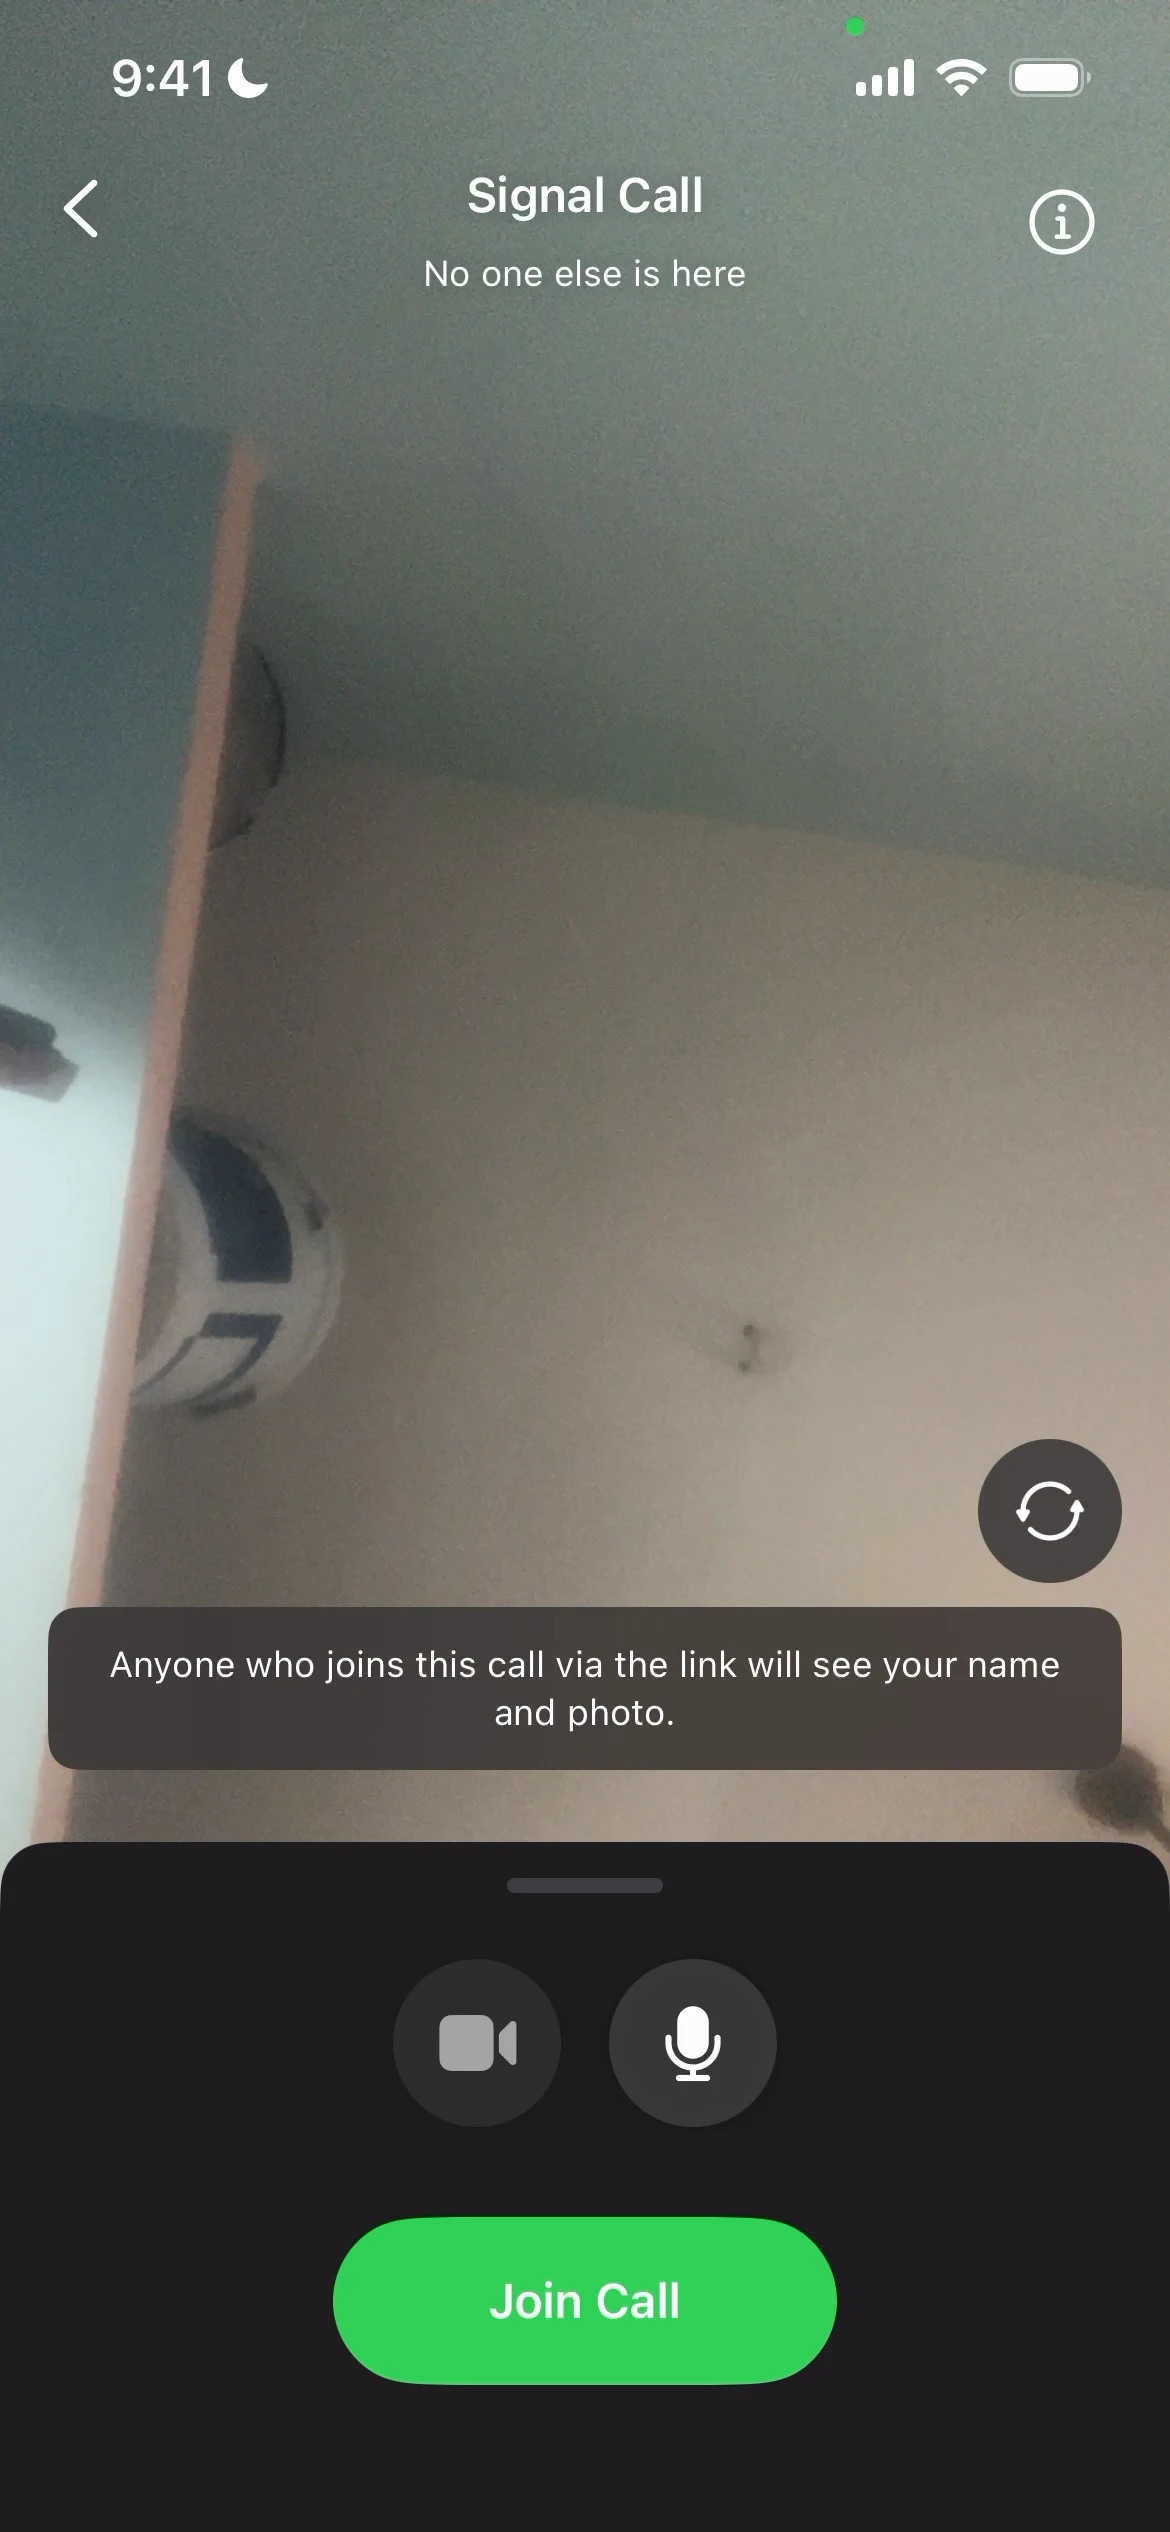 9:41
Signal Call
No one else is here
Anyone who joins this call via the link will see your name
and photo.
Join Call